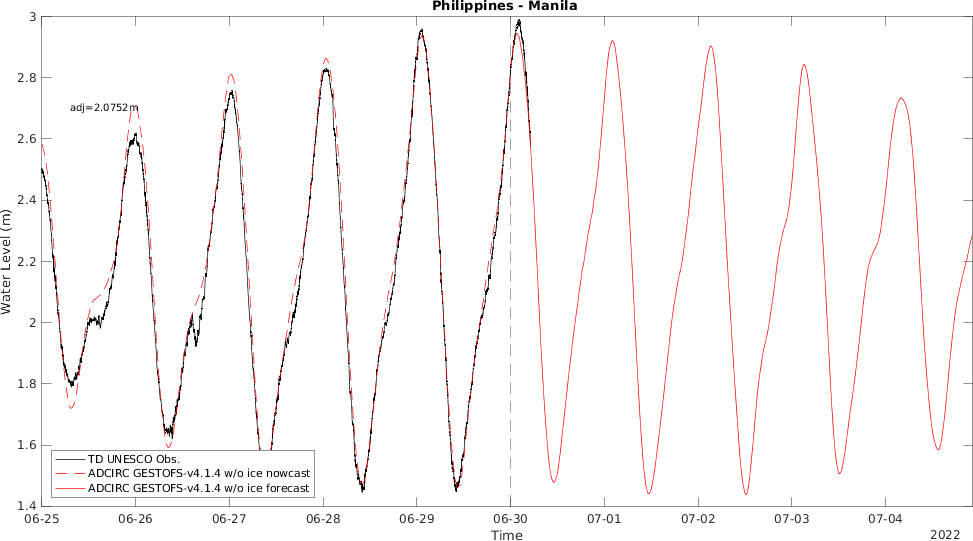 Philippines - Manila
3
2.8
2.6
2.4
2.2
2
1.8
1.6
1.4
Water Level (m)
adj=2.0752m
TD UNESCO Obs.
ADCIRC GESTOFS-v4.1.4 w/o ice nowcast
ADCIRC GESTOFS-v4.1.4 w/o ice forecast
06-25 06-26 06-27 06-28 06-29 06-30 07-01 07-02 07-03 07-04
Time
2022